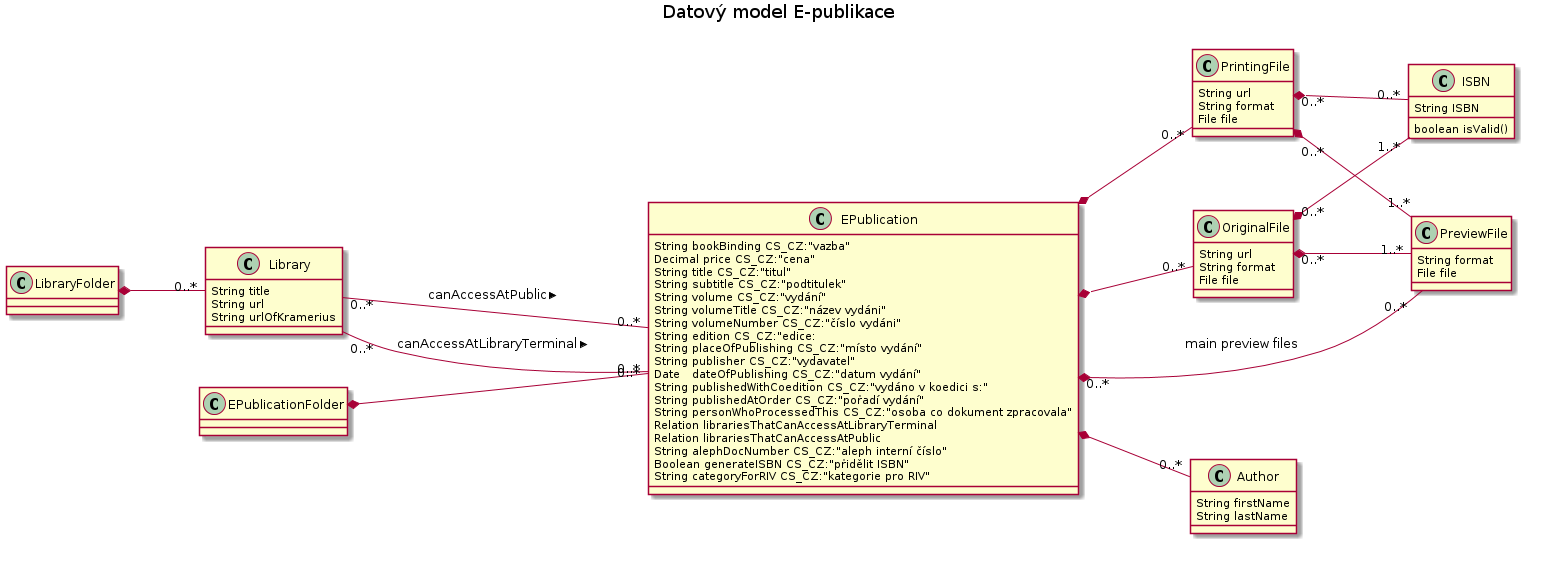 Datový model E-publikace
C LibraryFolder
0..*
C Library
String title
String url
String urlOfKramerius
canAccessAtPublic ►
0..*
0..*
canAccessAtLibraryTerminal ►
0..*
0..*
C EPublicationFolder
0..*
C EPublication
String bookBinding CS_CZ:"vazba"
Decimal price CS_CZ:"cena"
String title CS_CZ:"titul"
String subtitle CS_CZ:"podtitulek"
String volume CS_CZ:"vydání"
String volumeTitle CS_CZ:"název vydáni"
String volumeNumber CS_CZ:"číslo vydáni"
String edition CS_CZ:"edice:
String placeOfPublishing CS_CZ:"místo vydání"
String publisher CS_CZ:"vydavatel"
Date dateOfPublishing CS_CZ:"datum vydání"
String publishedWithCoedition CS_CZ:"vydáno v koedici s:"
String publishedAtOrder CS_CZ:"pořadí vydání"
String personWhoProcessedThis CS_CZ:"osoba co dokument zpracovala"
Relation librariesThatCanAccessAtLibraryTerminal
Relation librariesThatCanAccessAtPublic
String alephDocNumber CS_CZ:"aleph interní číslo"
Boolean generateISBN CS_CZ:"přidělit ISBN"
String categoryForRIV CS_CZ:"kategorie pro RIV"
0..*
C PrintingFile
String url
String format
File file
0..*
0..*
0..*
1..*
C ISBN
String ISBN
boolean isValid()
0..*
C OriginalFile
String url
String format
File file
0..*
1..*
0..*
1..*
C PreviewFile
String format
File file
0..*
main preview files
0..*
0..*
C Author
String firstName
String lastName